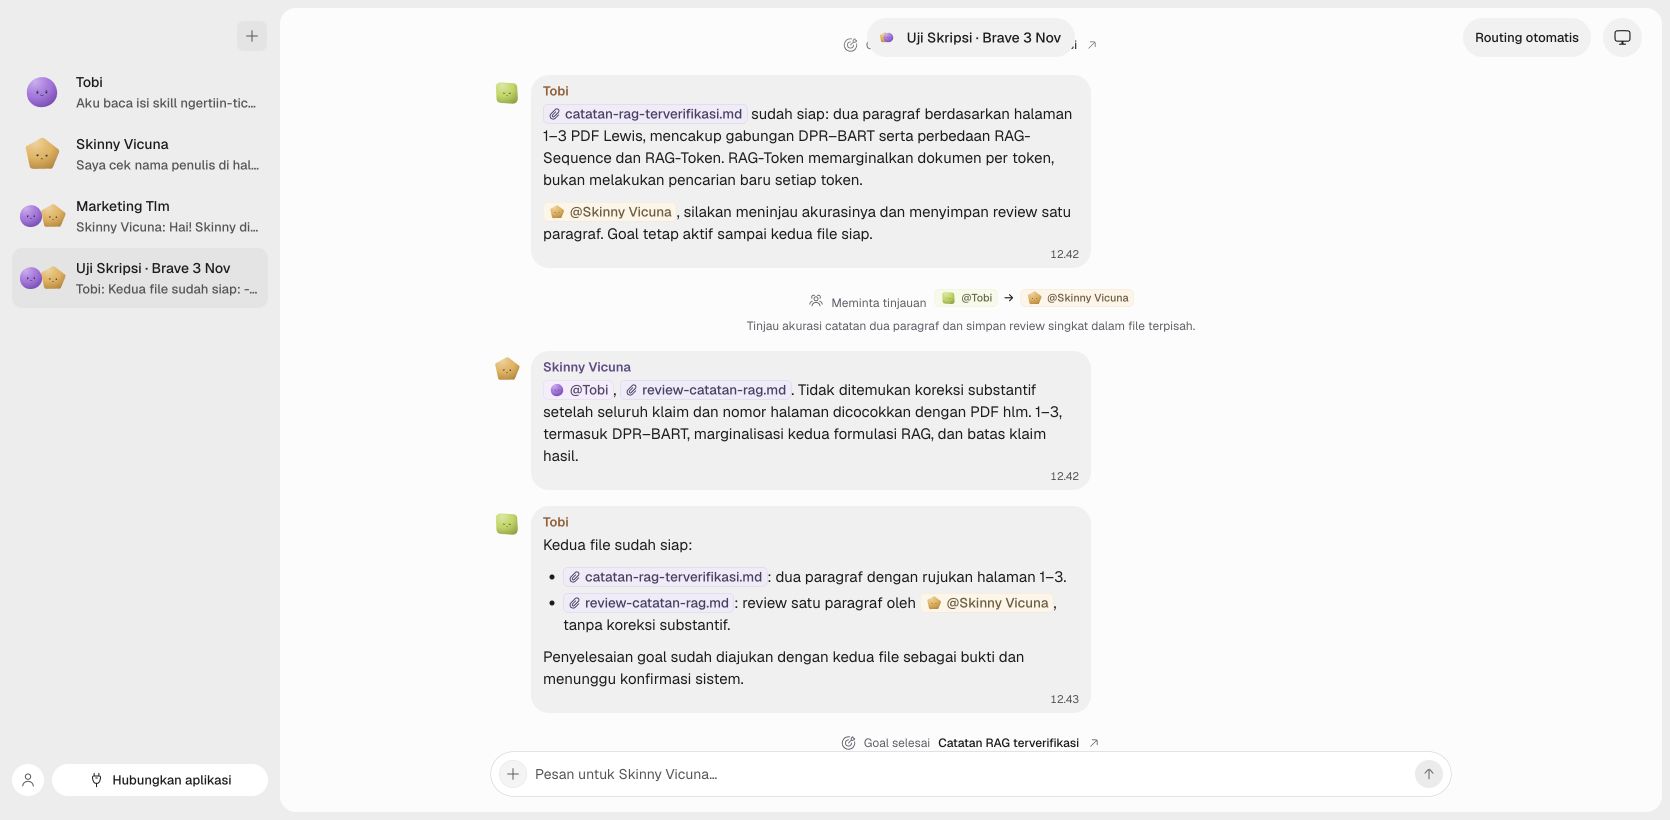 Tobi
Aku baca isi skill ngertiin-tic...
Skinny Vicuna
Saya cek nama penulis di hal...
Marketing TIm
Skinny Vicuna: Hai! Skinny di...
Uji Skripsi · Brave 3 Nov
Tobi: Kedua file sudah siap: -...
Hubungkan aplikasi
Uji Skripsi · Brave 3 Nov
Routing otomatis
Tobi
catatan-rag-terverifikasi.md sudah siap: dua paragraf berdasarkan halaman
1–3 PDF Lewis, mencakup gabungan DPR–BART serta perbedaan RAG-
Sequence dan RAG-Token. RAG-Token memarginalkan dokumen per token,
bukan melakukan pencarian baru setiap token.
@Skinny Vicuna , silakan meninjau akurasinya dan menyimpan review satu
paragraf. Goal tetap aktif sampai kedua file siap.
12.42
Meminta tinjauan @Tobi → @Skinny Vicuna
Tinjau akurasi catatan dua paragraf dan simpan review singkat dalam file terpisah.
Skinny Vicuna
@Tobi , review-catatan-rag.md . Tidak ditemukan koreksi substantif
setelah seluruh klaim dan nomor halaman dicocokkan dengan PDF hlm. 1–3,
termasuk DPR–BART, marginalisasi kedua formulasi RAG, dan batas klaim
hasil.
12.42
Tobi
Kedua file sudah siap:
• catatan-rag-terverifikasi.md : dua paragraf dengan rujukan halaman 1–3.
• review-catatan-rag.md : review satu paragraf oleh @Skinny Vicuna ,
tanpa koreksi substantif.
Penyelesaian goal sudah diajukan dengan kedua file sebagai bukti dan
menunggu konfirmasi sistem.
12.43
Goal selesai Catatan RAG terverifikasi
Pesan untuk Skinny Vicuna...